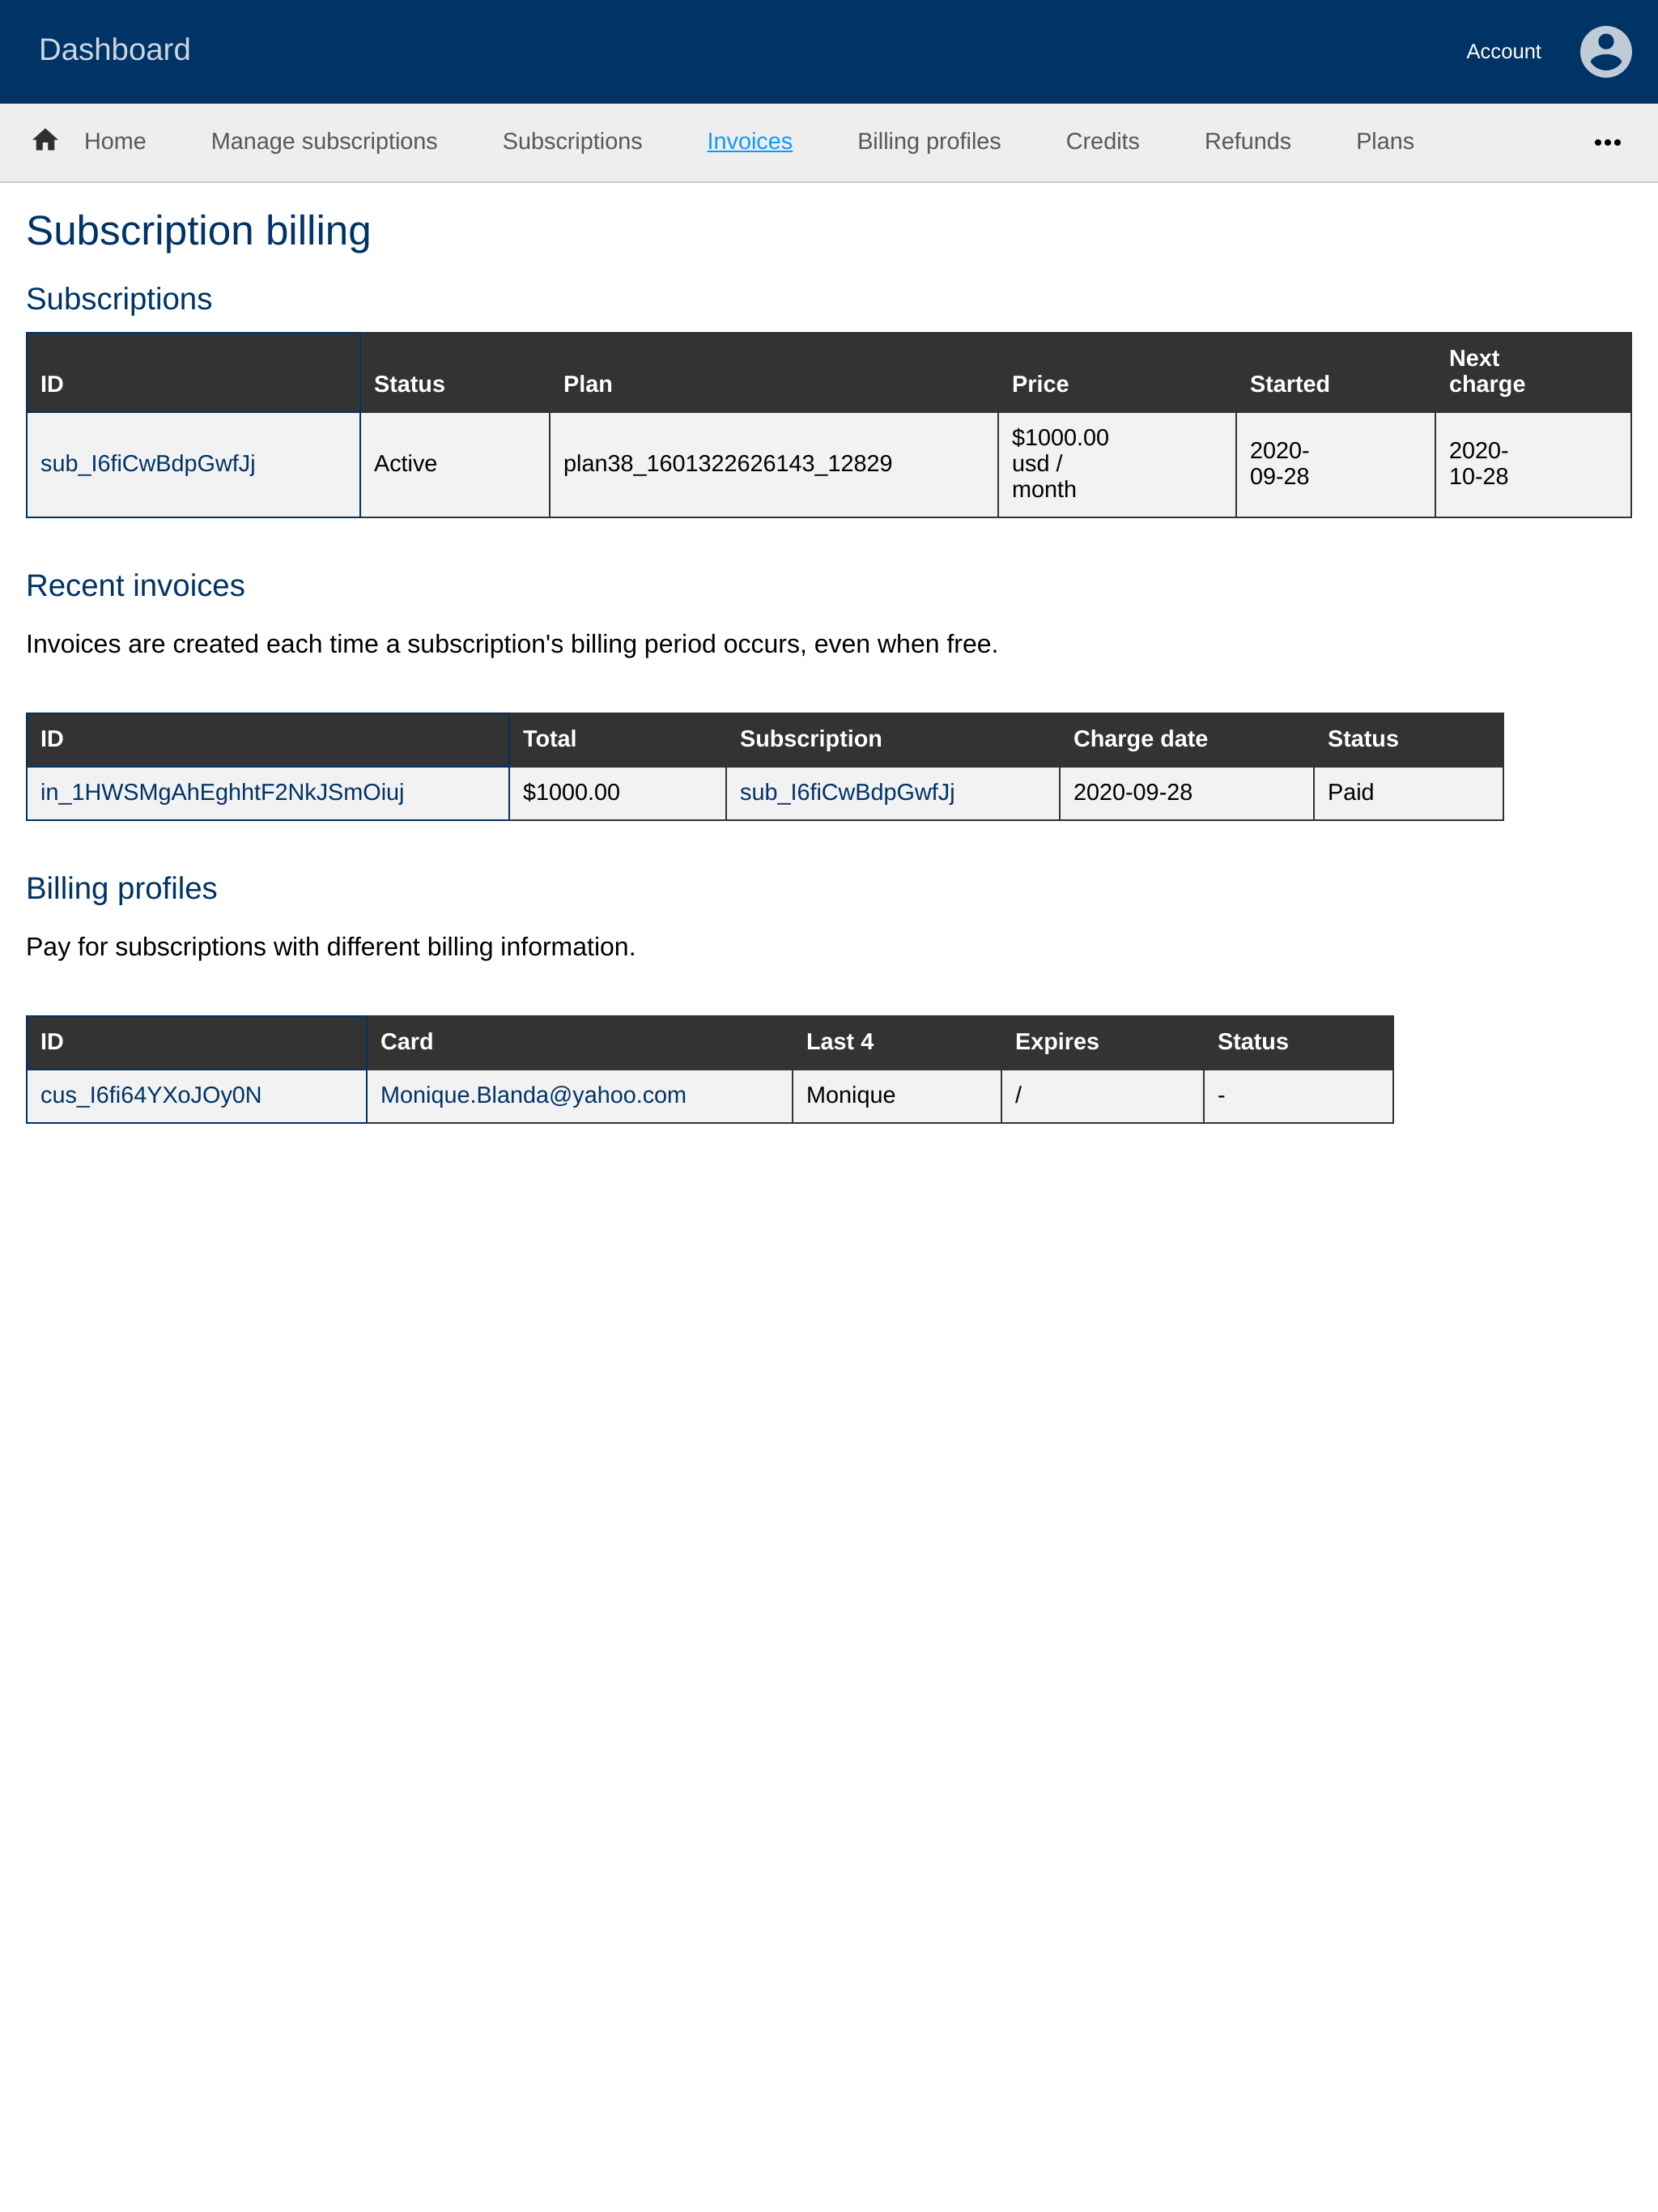 Dashboard
Account
Home Manage subscriptions Subscriptions Invoices Billing profiles Credits Refunds Plans
Subscription billing
Subscriptions
ID Status Plan Price Started Next charge
sub_I6fiCwBdpGwfJj Active plan38_1601322626143_12829 $1000.00 usd / month 2020-09-28 2020-10-28
Recent invoices
Invoices are created each time a subscription's billing period occurs, even when free.
ID Total Subscription Charge date Status
in_1HWSMgAhEghhtF2NkJSmOiuj $1000.00 sub_I6fiCwBdpGwfJj 2020-09-28 Paid
Billing profiles
Pay for subscriptions with different billing information.
ID Card Last 4 Expires Status
cus_I6fi64YXoJOy0N Monique.Blanda@yahoo.com Monique / -